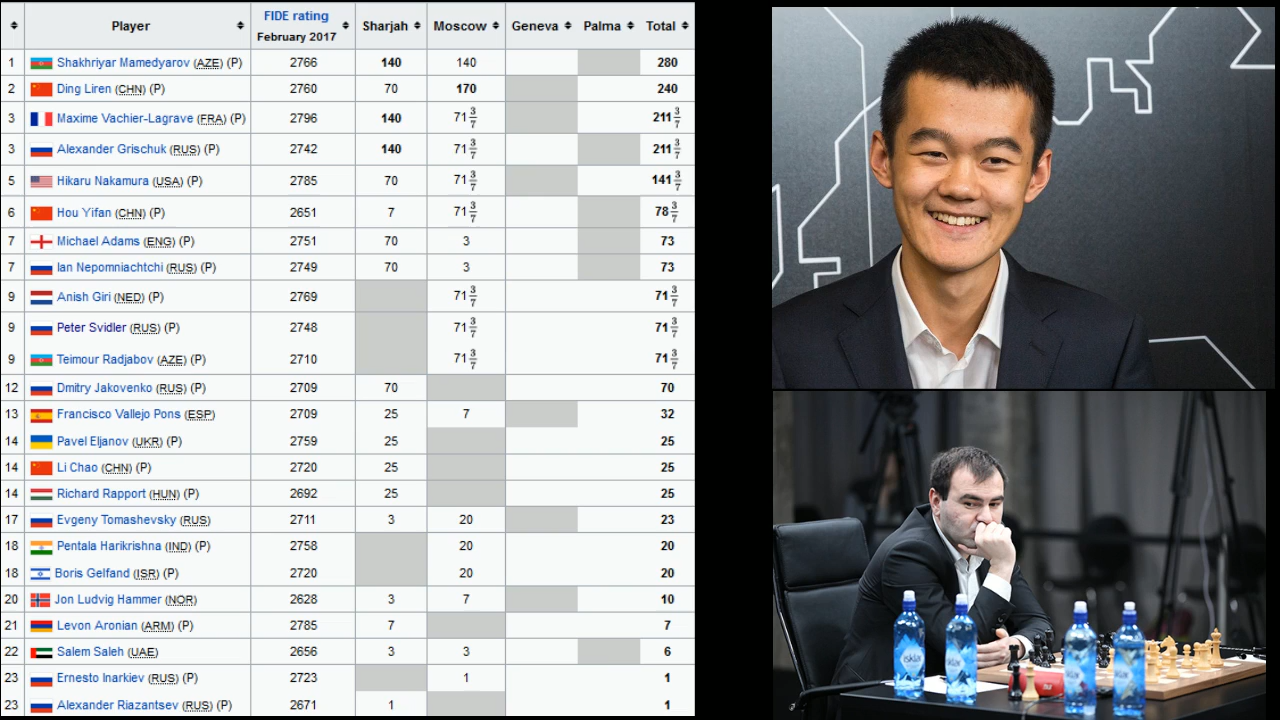 Player FIDE rating February 2017 Sharjah Moscow Geneva Palma Total
1 Shakhriyar Mamedyarov (AZE) (P) 2766 140 140 280
2 Ding Liren (CHN) (P) 2760 70 170 240
3 Maxime Vachier-Lagrave (FRA) (P) 2796 140 71 3/7 211 3/7
3 Alexander Grischuk (RUS) (P) 2742 140 71 3/7 211 3/7
5 Hikaru Nakamura (USA) (P) 2785 70 71 3/7 141 3/7
6 Hou Yifan (CHN) (P) 2651 7 71 3/7 78 3/7
7 Michael Adams (ENG) (P) 2751 70 3 73
7 Ian Nepomniachtchi (RUS) (P) 2749 70 3 73
9 Anish Giri (NED) (P) 2769 71 3/7 71 3/7
9 Peter Svidler (RUS) (P) 2748 71 3/7 71 3/7
9 Teimour Radjabov (AZE) (P) 2710 71 3/7 71 3/7
12 Dmitry Jakovenko (RUS) (P) 2709 70 70
13 Francisco Vallejo Pons (ESP) 2709 25 7 32
14 Pavel Eljanov (UKR) (P) 2759 25 25
14 Li Chao (CHN) (P) 2720 25 25
14 Richard Rapport (HUN) (P) 2692 25 25
17 Evgeny Tomashevsky (RUS) 2711 3 20 23
18 Pentala Harikrishna (IND) (P) 2758 20 20
18 Boris Gelfand (ISR) (P) 2720 20 20
20 Jon Ludvig Hammer (NOR) 2628 3 7 10
21 Levon Aronian (ARM) (P) 2785 7 7
22 Salem Saleh (UAE) 2656 3 3 6
23 Ernesto Inarkiev (RUS) (P) 2723 1 1
23 Alexander Riazantsev (RUS) (P) 2671 1 1